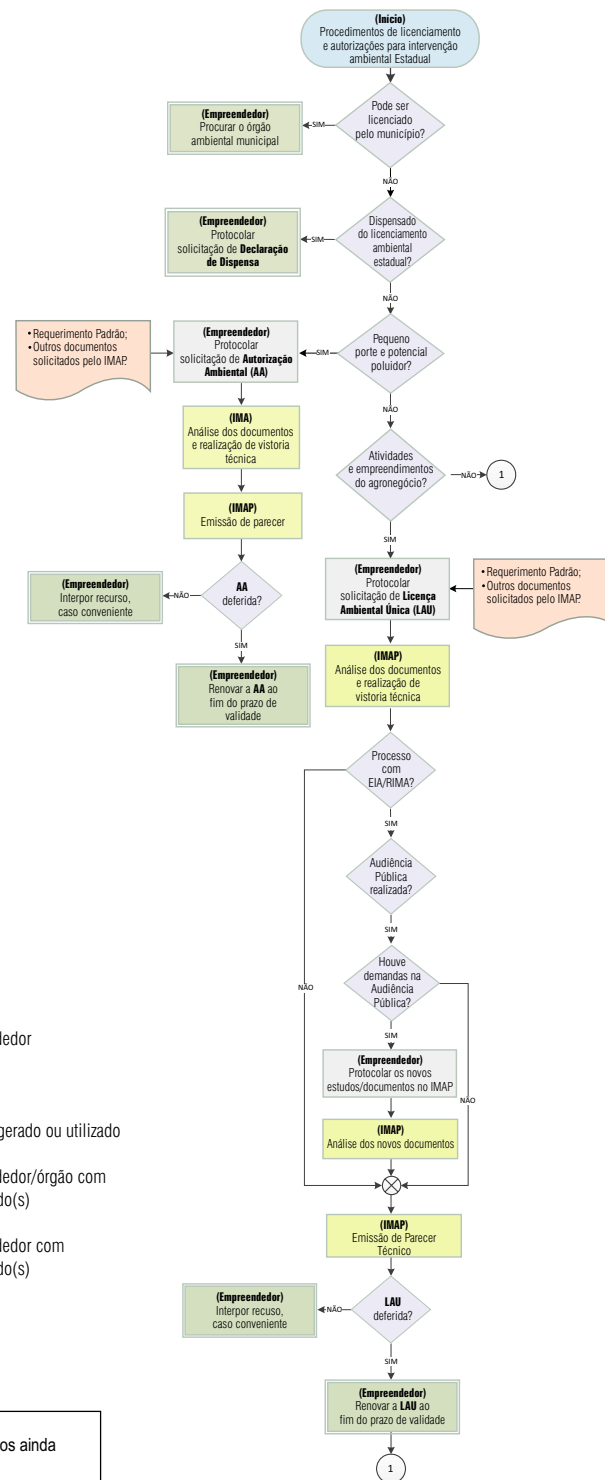 (Início)
Procedimentos de licenciamento
e autorizações para intervenção
ambiental Estadual
Pode ser
licenciado
pelo município?
SIM
(Empreendedor)
Procurar o órgão
ambiental municipal
NÃO
Dispensado
do licenciamento
ambiental
estadual?
SIM
(Empreendedor)
Protocolar
solicitação de Declaração
de Dispensa
NÃO
Pequeno
porte e potencial
poluidor?
SIM
(Empreendedor)
Protocolar
solicitação de Autorização
Ambiental (AA)
• Requerimento Padrão;
• Outros documentos
solicitados pelo IMAP.
(IMA)
Análise dos documentos
e realização de vistoria
técnica
(IMAP)
Emissão de parecer
AA
deferida?
NÃO
(Empreendedor)
Interpor recurso,
caso conveniente
SIM
(Empreendedor)
Renovar a AA ao
fim do prazo de
validade
NÃO
Atividades
e empreendimentos
do agronegócio?
NÃO
1
SIM
(Empreendedor)
Protocolar
solicitação de Licença
Ambiental Única (LAU)
• Requerimento Padrão;
• Outros documentos
solicitados pelo IMAP.
(IMAP)
Análise dos documentos
e realização de
vistoria técnica
Processo
com
EIA/RIMA?
SIM
Audiência
Pública
realizada?
SIM
Houve
demandas na
Audiência
Pública?
NÃO
SIM
(Empreendedor)
Protocolar os novos
estudos/documentos no IMAP
NÃO
(IMAP)
Análise dos novos documentos
(IMAP)
Emissão de Parecer
Técnico
LAU
deferida?
NÃO
(Empreendedor)
Interpor recuso,
caso conveniente
SIM
(Empreendedor)
Renovar a LAU ao
fim do prazo de validade
1
dedor
gerado ou utilizado
dedor/órgão com
do(s)
dedor com
do(s)
os ainda